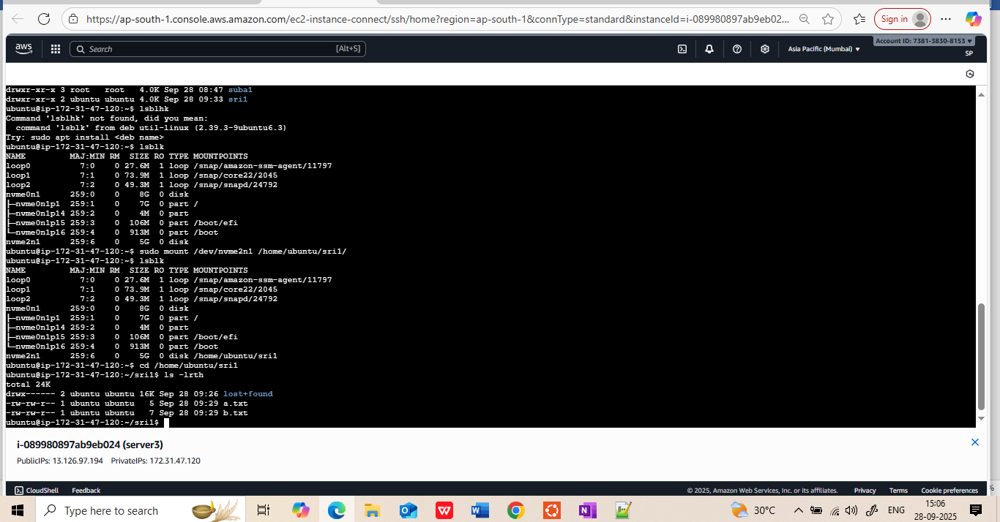 https://ap-south-1.console.aws.amazon.com/ec2-instance-connect/ssh/home?region=ap-south-1&connType=standard&instanceId=i-089980897ab9eb02...
Sign in
aws
Search
[Alt+S]
Asia Pacific (Mumbai)
Account ID: 7381-3830-8153
SP
drwxr-xr-x 3 root   root   4.0K Sep 28 08:47 suba1
drwxr-xr-x 2 ubuntu ubuntu 4.0K Sep 28 09:33 sri1
ubuntu@ip-172-31-47-120:~$ lsblhk
Command 'lsblhk' not found, did you mean:
  command 'lsblk' from deb util-linux (2.39.3-9ubuntu6.3)
Try: sudo apt install <deb name>
ubuntu@ip-172-31-47-120:~$ lsblk
NAME         MAJ:MIN RM  SIZE RO TYPE MOUNTPOINTS
loop0          7:0    0 27.6M  1 loop /snap/amazon-ssm-agent/11797
loop1          7:1    0 73.9M  1 loop /snap/core22/2045
loop2          7:2    0 49.3M  1 loop /snap/snapd/24792
nvme0n1      259:0    0    8G  0 disk
├─nvme0n1p1  259:1    0    7G  0 part /
├─nvme0n1p14 259:2    0    4M  0 part
├─nvme0n1p15 259:3    0  106M  0 part /boot/efi
└─nvme0n1p16 259:4    0  913M  0 part /boot
nvme2n1      259:6    0    5G  0 disk
ubuntu@ip-172-31-47-120:~$ sudo mount /dev/nvme2n1 /home/ubuntu/sri1/
ubuntu@ip-172-31-47-120:~$ lsblk
NAME         MAJ:MIN RM  SIZE RO TYPE MOUNTPOINTS
loop0          7:0    0 27.6M  1 loop /snap/amazon-ssm-agent/11797
loop1          7:1    0 73.9M  1 loop /snap/core22/2045
loop2          7:2    0 49.3M  1 loop /snap/snapd/24792
nvme0n1      259:0    0    8G  0 disk
├─nvme0n1p1  259:1    0    7G  0 part /
├─nvme0n1p14 259:2    0    4M  0 part
├─nvme0n1p15 259:3    0  106M  0 part /boot/efi
└─nvme0n1p16 259:4    0  913M  0 part /boot
nvme2n1      259:6    0    5G  0 disk /home/ubuntu/sri1
ubuntu@ip-172-31-47-120:~$ cd /home/ubuntu/sri1
ubuntu@ip-172-31-47-120:~/sri1$ ls -lrth
total 24K
drwx------ 2 ubuntu ubuntu 16K Sep 28 09:26 lost+found
-rw-rw-r-- 1 ubuntu ubuntu   5 Sep 28 09:29 a.txt
-rw-rw-r-- 1 ubuntu ubuntu   7 Sep 28 09:29 b.txt
ubuntu@ip-172-31-47-120:~/sri1$
i-089980897ab9eb024 (server3)
PublicIPs: 13.126.97.194   PrivateIPs: 172.31.47.120
CloudShell   Feedback   © 2025, Amazon Web Services, Inc. or its affiliates.   Privacy   Terms   Cookie preferences
%
Type here to search
30°C
ENG
15:06
28-09-2025